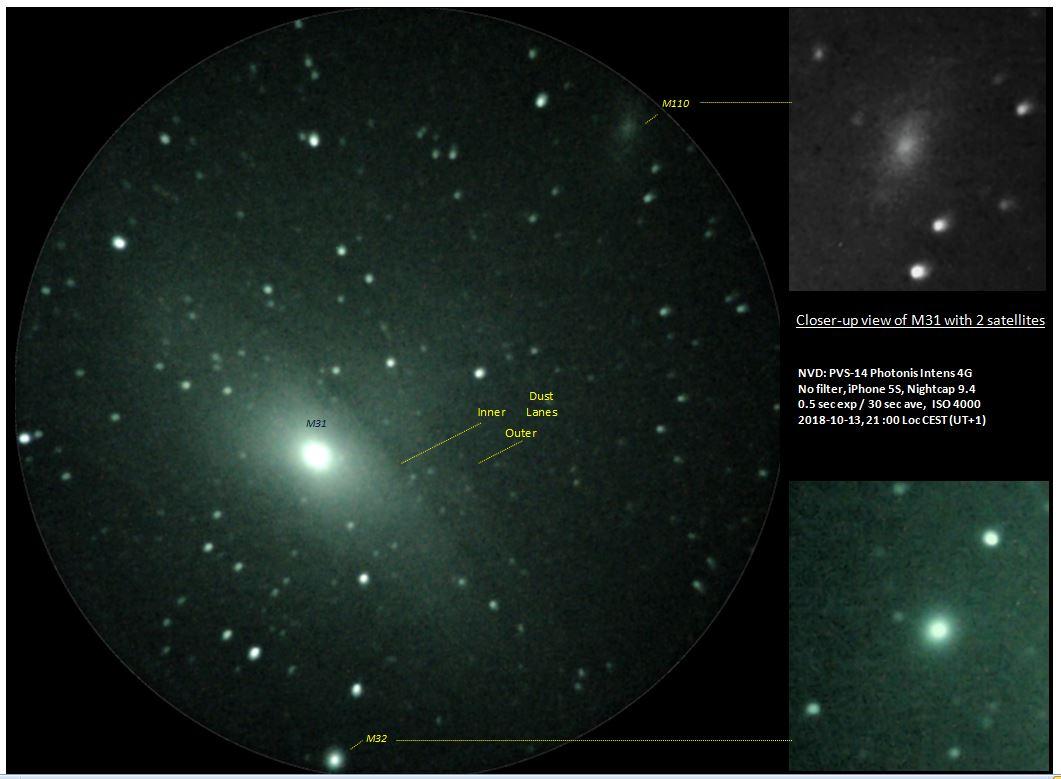 M110
Closer-up view of M31 with 2 satellites
NVD: PVS-14 Photonis Intens 4G
No filter, iPhone 5S, Nightcap 9.4
0.5 sec exp / 30 sec ave, ISO 4000
2018-10-13, 21 :00 Loc CEST (UT+1)
Dust
Inner Lanes
Outer
M31
M32